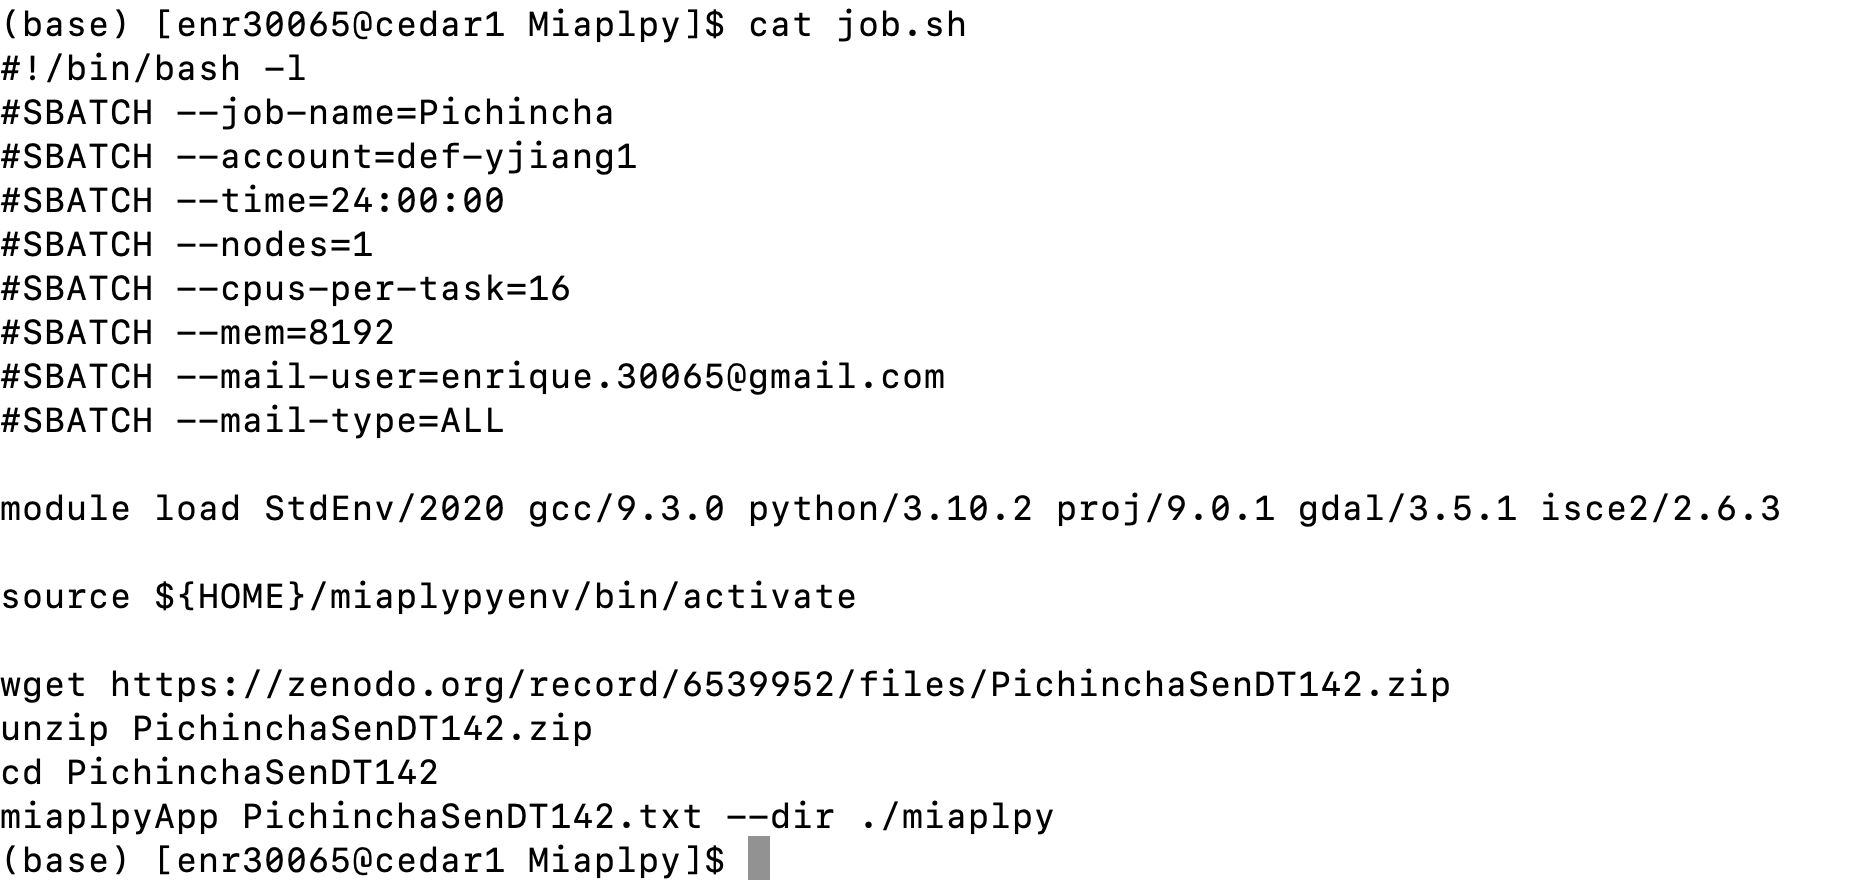 (base) [enr30065@cedar1 Miaplpy]$ cat job.sh
#!/bin/bash -l
#SBATCH --job-name=Pichincha
#SBATCH --account=def-yjiang1
#SBATCH --time=24:00:00
#SBATCH --nodes=1
#SBATCH --cpus-per-task=16
#SBATCH --mem=8192
#SBATCH --mail-user=enrique.30065@gmail.com
#SBATCH --mail-type=ALL
module load StdEnv/2020 gcc/9.3.0 python/3.10.2 proj/9.0.1 gdal/3.5.1 isce2/2.6.3
source ${HOME}/miaplypyenv/bin/activate
wget https://zenodo.org/record/6539952/files/PichinchaSenDT142.zip
unzip PichinchaSenDT142.zip
cd PichinchaSenDT142
miaplpyApp PichinchaSenDT142.txt --dir ./miaplpy
(base) [enr30065@cedar1 Miaplpy]$